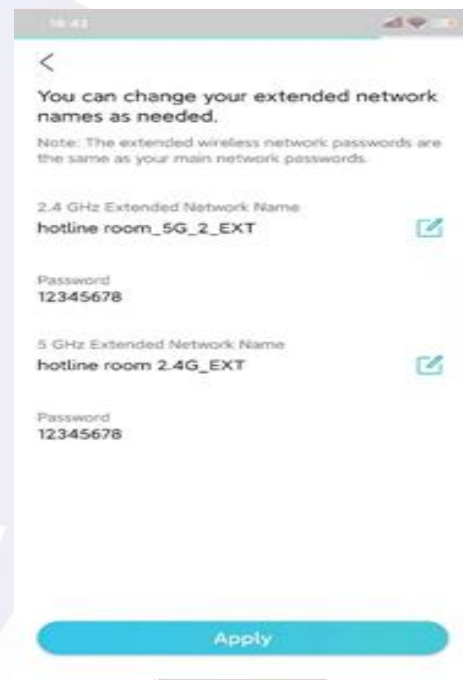 16:43
You can change your extended network
names as needed.
Note: The extended wireless network passwords are
the same as your main network passwords.
2.4 GHz Extended Network Name
hotline room_5G_2_EXT
Password
12345678
5 GHz Extended Network Name
hotline room 2.4G_EXT
Password
12345678
Apply